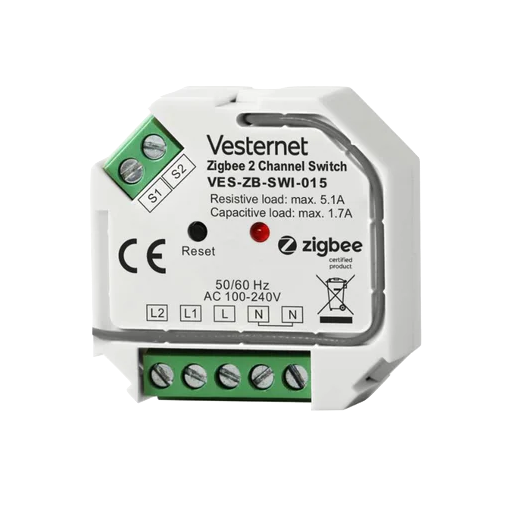 Vesternet
Zigbee 2 Channel Switch
VES-ZB-SWI-015
Resistive load: max. 5.1A
Capacitive load: max. 1.7A
S1 S2
CE
Reset
zigbee
certified
product
50/60 Hz
AC 100-240V
L2 L1 L N N